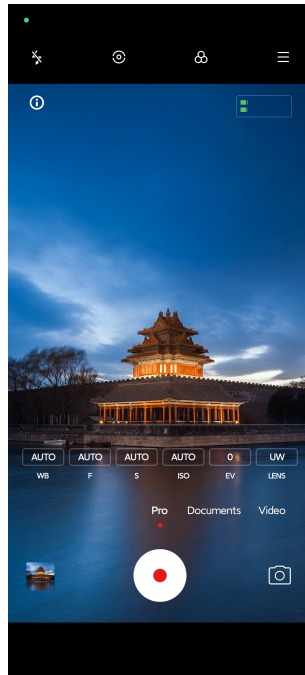 AUTO AUTO AUTO AUTO 0 UW
WB F S ISO EV LENS
Pro Documents Video